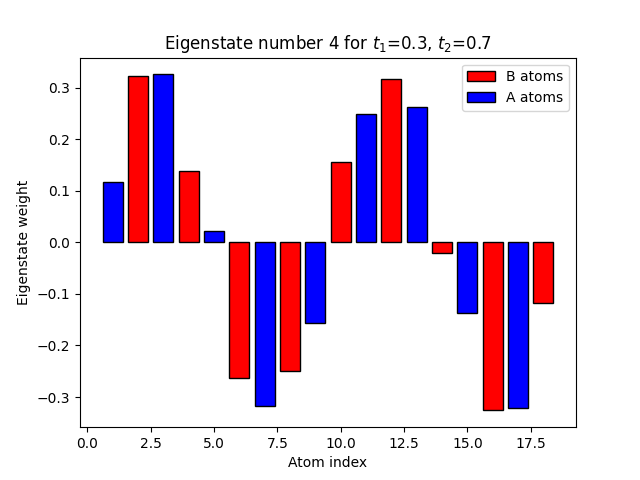 Eigenstate number 4 for $t_1$=0.3, $t_2$=0.7
B atoms
A atoms
0.3
0.2
0.1
0.0
−0.1
−0.2
−0.3
Eigenstate weight
0.0 2.5 5.0 7.5 10.0 12.5 15.0 17.5
Atom index